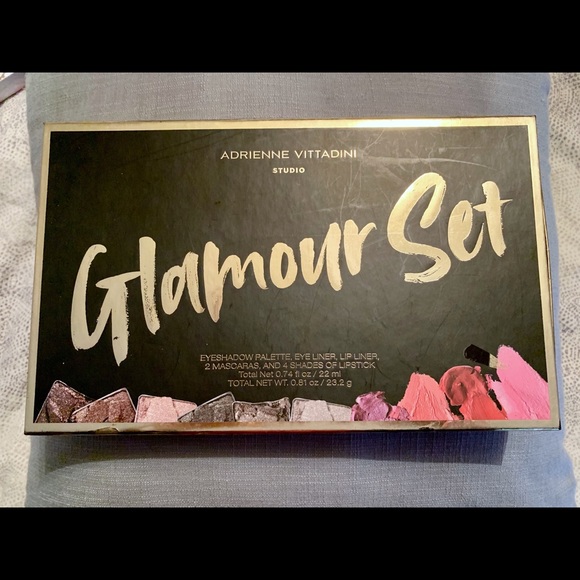 ADRIENNE VITTADINI
STUDIO
Glamour Set
EYESHADOW PALETTE, EYE LINER, LIP LINER,
2 MASCARAS, AND 4 SHADES OF LIPSTICK
Total Net 0.74 fl oz / 22 ml
TOTAL NET WT. 0.81 oz / 23,2 g